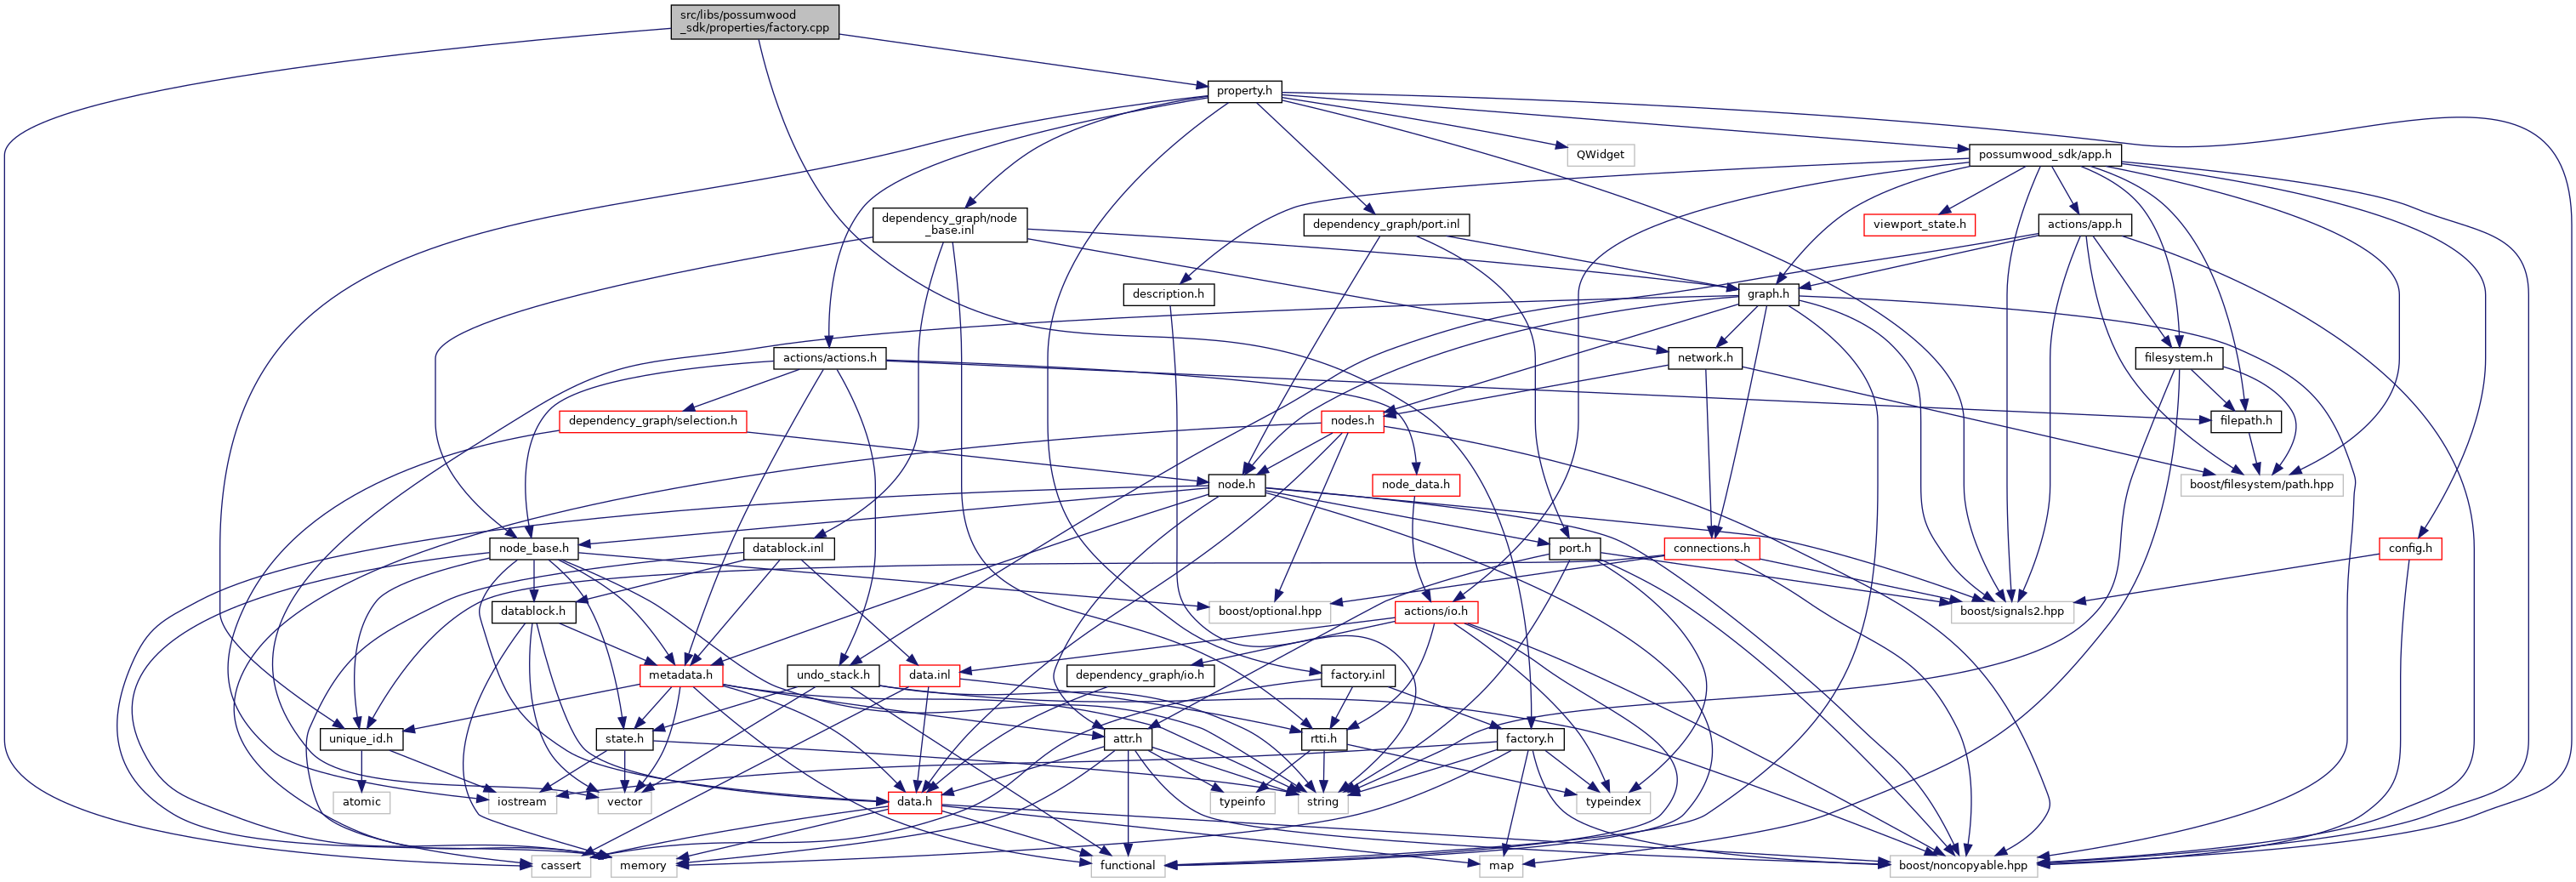 src/libs/possumwood
_sdk/properties/factory.cpp
property.h
QWidget
possumwood_sdk/app.h
dependency_graph/node
_base.inl
dependency_graph/port.inl
viewport_state.h
actions/app.h
description.h
graph.h
actions/actions.h
network.h
filesystem.h
dependency_graph/selection.h
nodes.h
filepath.h
node.h
node_data.h
boost/filesystem/path.hpp
node_base.h
datablock.inl
port.h
connections.h
config.h
datablock.h
boost/optional.hpp
actions/io.h
boost/signals2.hpp
metadata.h
undo_stack.h
data.inl
dependency_graph/io.h
factory.inl
unique_id.h
state.h
attr.h
rtti.h
factory.h
atomic
iostream
vector
data.h
typeinfo
string
typeindex
cassert
memory
functional
map
boost/noncopyable.hpp